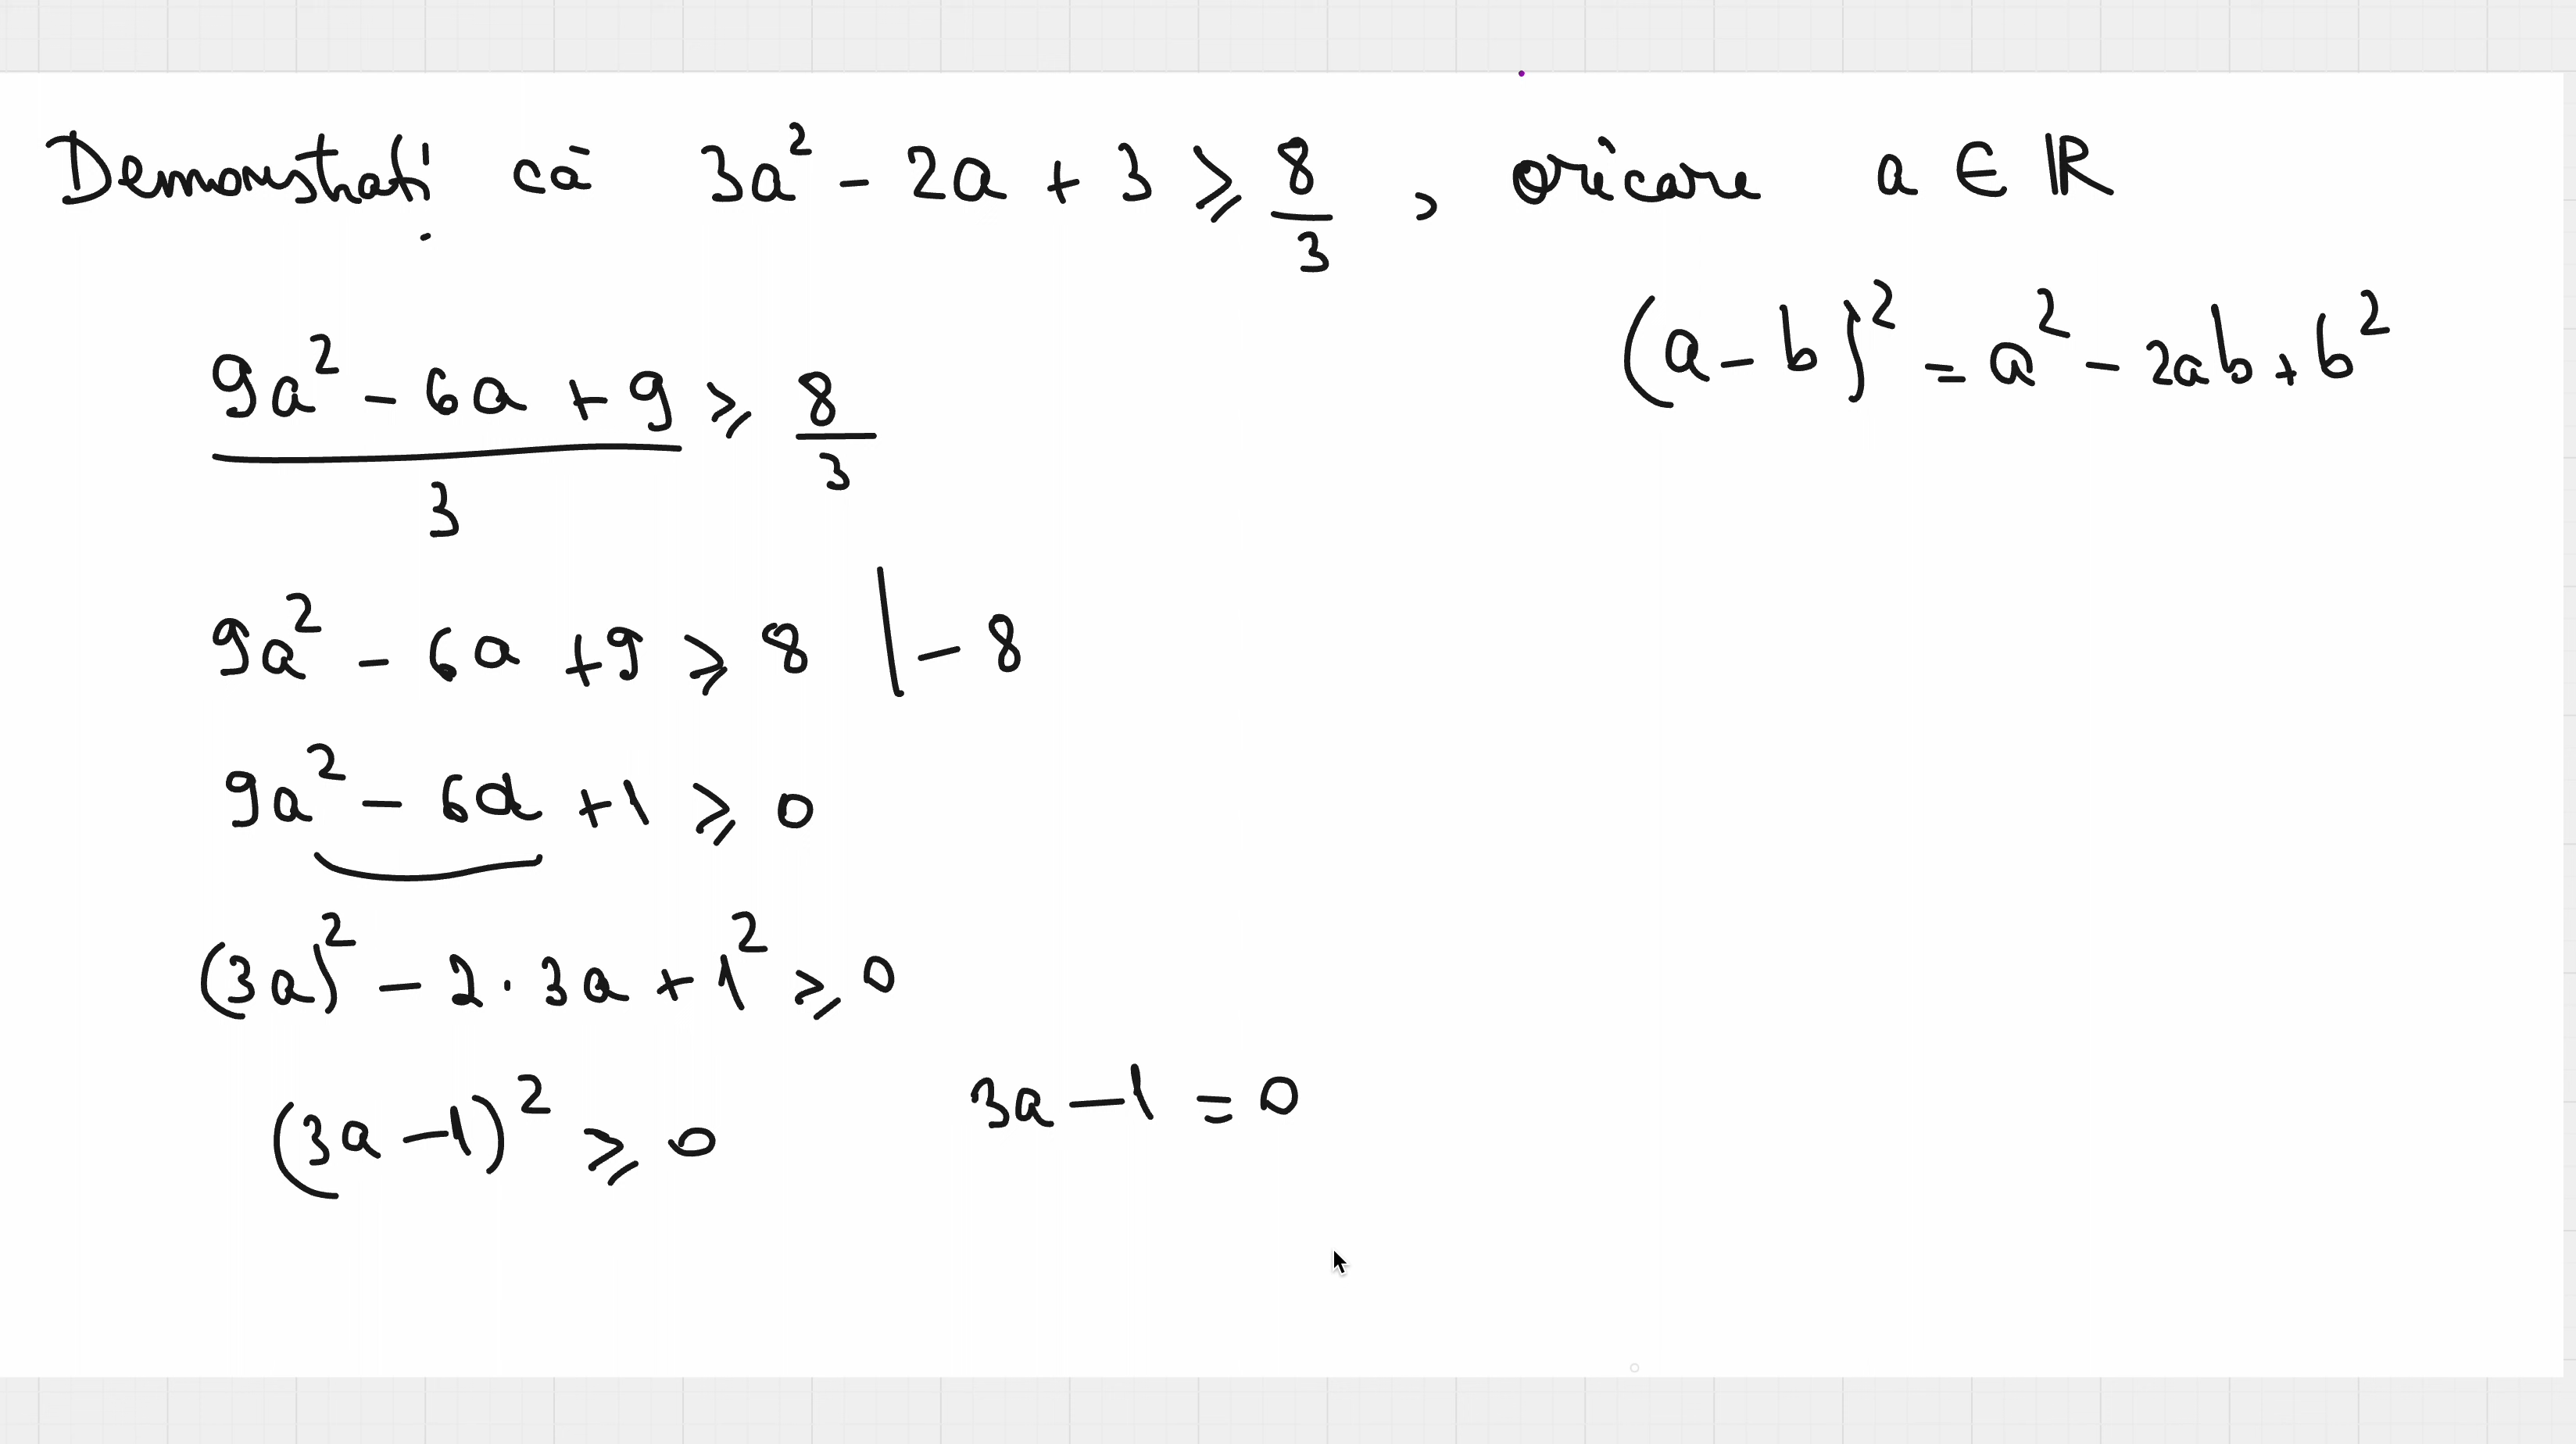 Demonstrați că 3a² - 2a + 3 ⩾ 8/3 , oricare a ∈ ℝ
(a - b)² = a² - 2ab + b²
(9a² - 6a + 9)/3 ⩾ 8/3
9a² - 6a + 9 ⩾ 8 | - 8
9a² - 6a + 1 ⩾ 0
(3a)² - 2 · 3a + 1² ⩾ 0
(3a - 1)² ⩾ 0 3a - 1 = 0